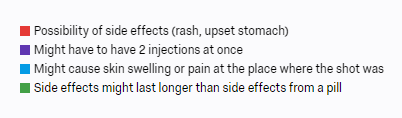 Possibility of side effects (rash, upset stomach)
Might have to have 2 injections at once
Might cause skin swelling or pain at the place where the shot was
Side effects might last longer than side effects from a pill